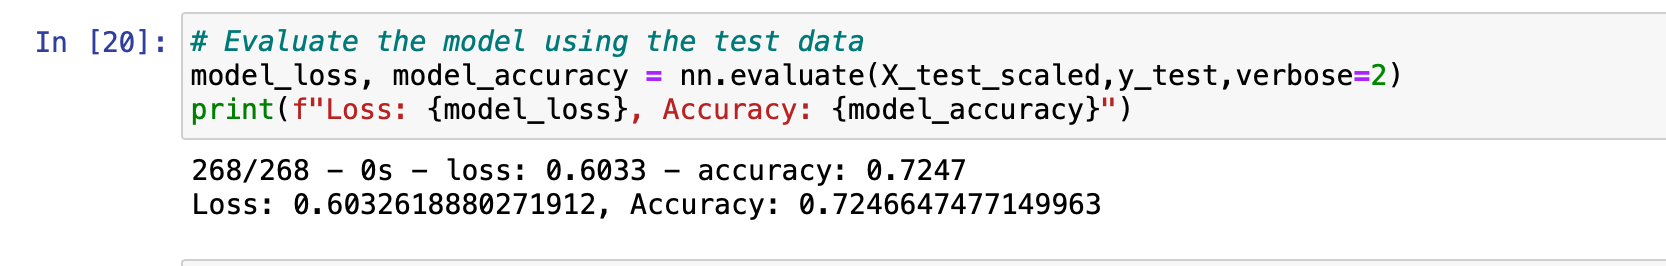 In [20]:
# Evaluate the model using the test data
model_loss, model_accuracy = nn.evaluate(X_test_scaled,y_test,verbose=2)
print(f"Loss: {model_loss}, Accuracy: {model_accuracy}")
268/268 - 0s - loss: 0.6033 - accuracy: 0.7247
Loss: 0.6032618880271912, Accuracy: 0.7246647477149963